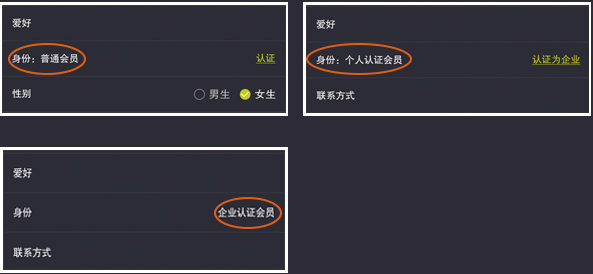 爱好
身份：普通会员 认证
性别 男生 女生
爱好
身份：个人认证会员 认证为企业
联系方式
爱好
身份 企业认证会员
联系方式